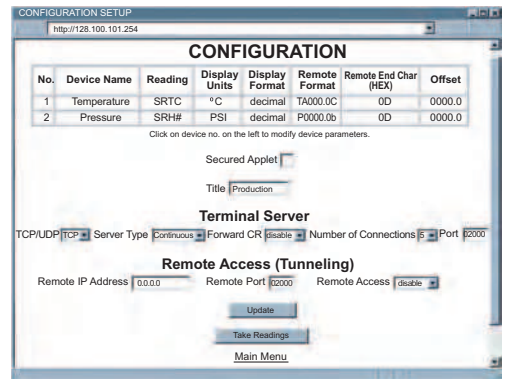 CONFIGURATION SETUP
http://128.100.101.254
CONFIGURATION
No. Device Name Reading Display Units Display Format Remote Format Remote End Char (HEX) Offset
1 Temperature SRTC °C decimal TA000.0C 0D 0000.0
2 Pressure SRH# PSI decimal P0000.0b 0D 0000.0
Click on device no. on the left to modify device parameters.
Secured Applet
Title Production
Terminal Server
TCP/UDP TCP Server Type Continuous Forward CR disable Number of Connections 5 Port 02000
Remote Access (Tunneling)
Remote IP Address 0.0.0.0 Remote Port 02000 Remote Access disable
Update
Take Readings
Main Menu